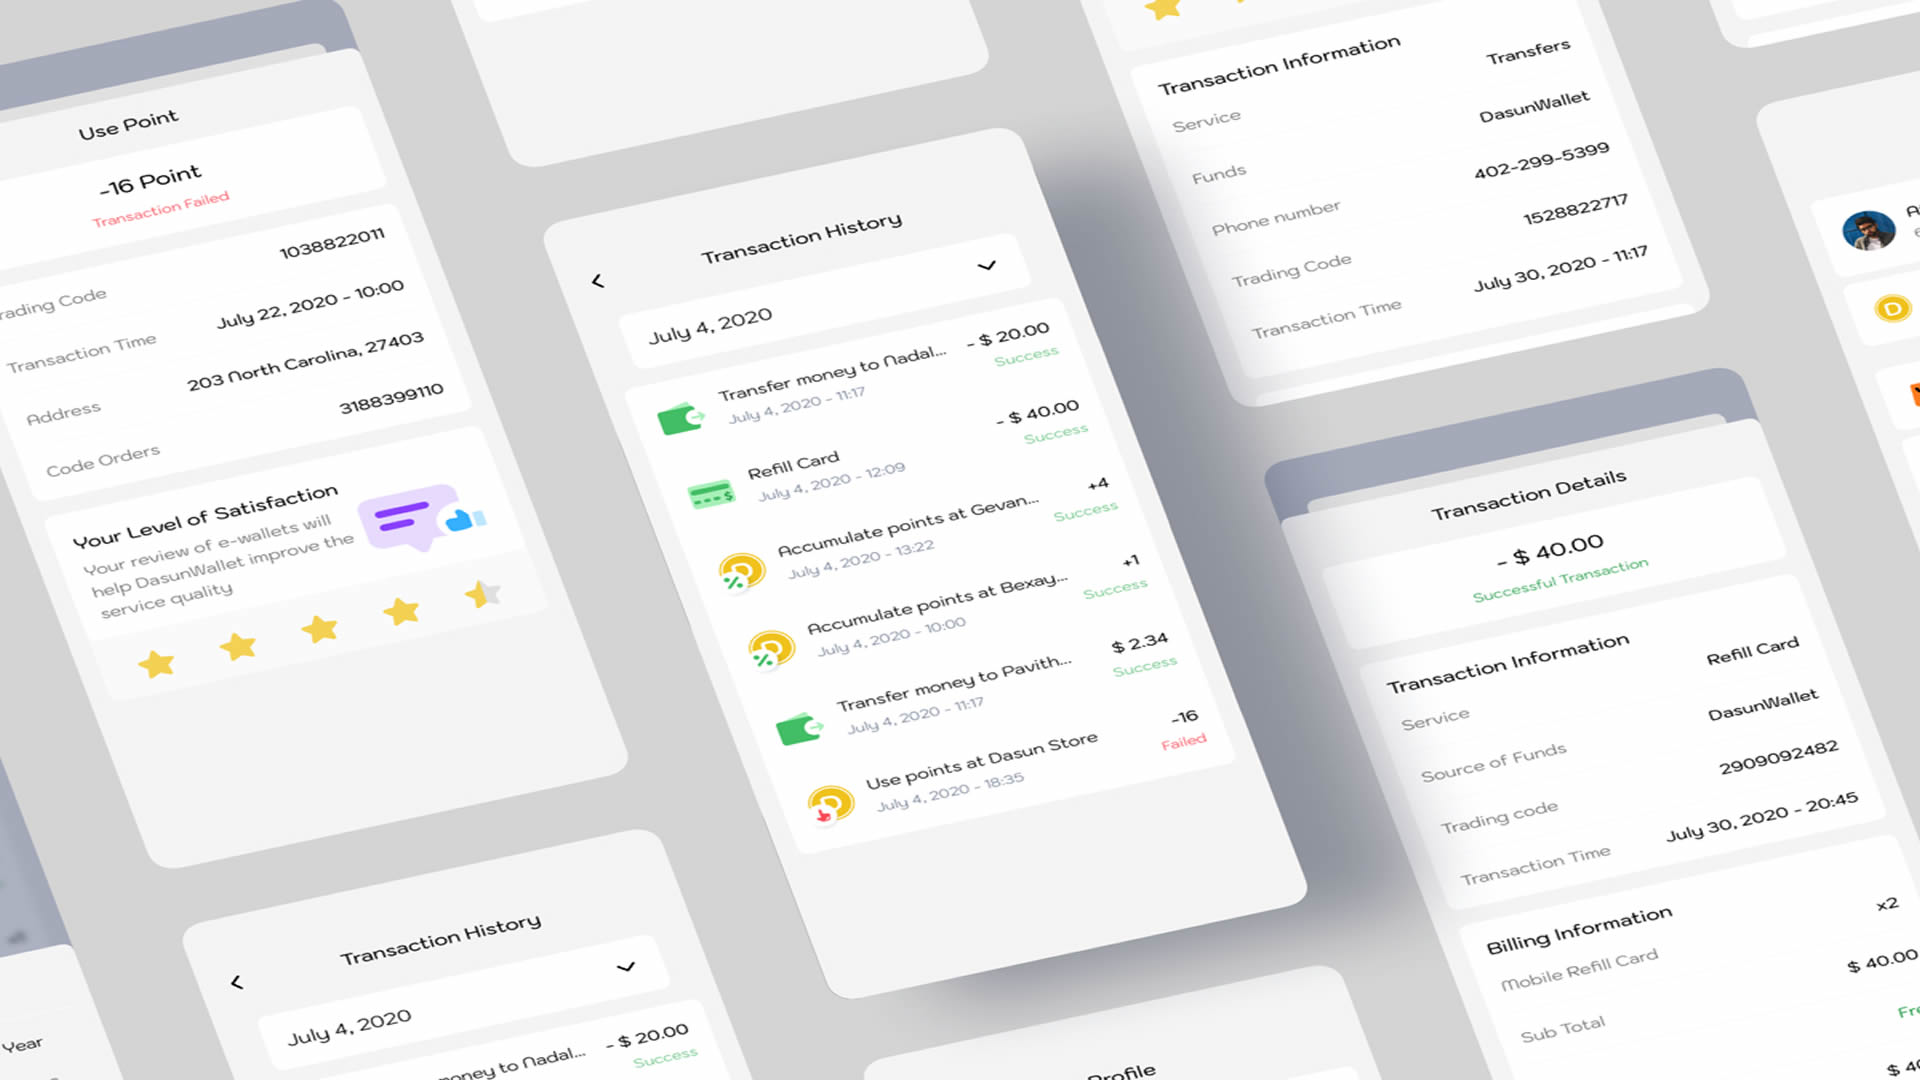 Use Point
-16 Point
Transaction Failed
Trading Code 1038822011
Transaction Time July 22, 2020 - 10:00
Address 203 North Carolina, 27403
Code Orders 3188399110
Your Level of Satisfaction
Your review of e-wallets will
help DasunWallet improve the
service quality
Year
Transaction History
July 4, 2020
Transfer money to Nadal... - $ 20.00
July 4, 2020 - 11:17 Success
Refill Card - $ 40.00
July 4, 2020 - 12:09 Success
Accumulate points at Gevan... +4
July 4, 2020 - 13:22 Success
Accumulate points at Bexay... +1
July 4, 2020 - 10:00 Success
Transfer money to Pavith... $ 2.34
July 4, 2020 - 11:17 Success
Use points at Dasun Store -16
July 4, 2020 - 18:35 Failed
Transaction History
July 4, 2020
money to Nadal... - $ 20.00
Success
Profile
Transaction Information
Service Transfers
Funds DasunWallet
Phone number 402-299-5399
Trading Code 1528822717
Transaction Time July 30, 2020 - 11:17
D
Transaction Details
- $ 40.00
Successful Transaction
Transaction Information
Service Refill Card
Source of Funds DasunWallet
Trading code 2909092482
Transaction Time July 30, 2020 - 20:45
Billing Information
Mobile Refill Card x2
Sub Total $ 40.00